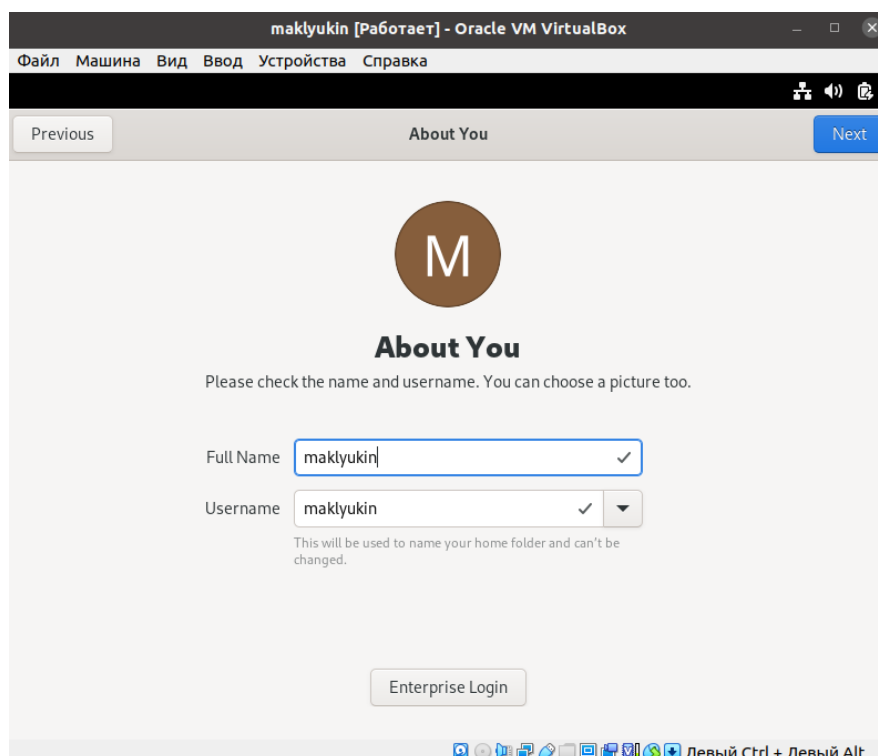 maklyukin [Работает] - Oracle VM VirtualBox
Файл Машина Вид Ввод Устройства Справка
Previous About You Next
M
About You
Please check the name and username. You can choose a picture too.
Full Name maklyukin
Username maklyukin
This will be used to name your home folder and can't be
changed.
Enterprise Login
Левый Ctrl + Левый Alt